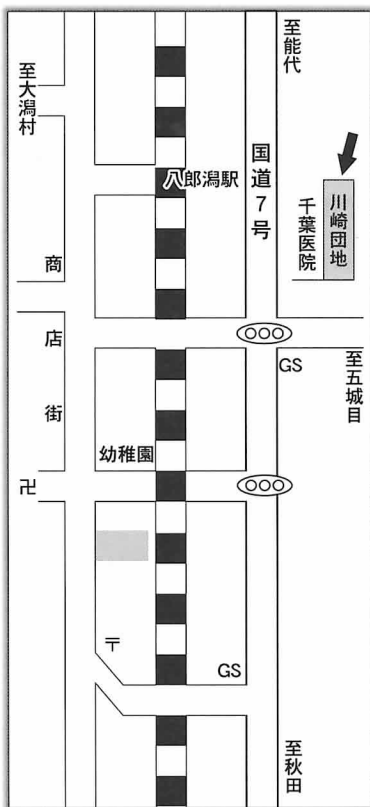 至大潟村
至能代
八郎潟駅
国道7号
千葉医院
川崎団地
商店街
GS
至五城目
幼稚園
卍
〒
GS
至秋田